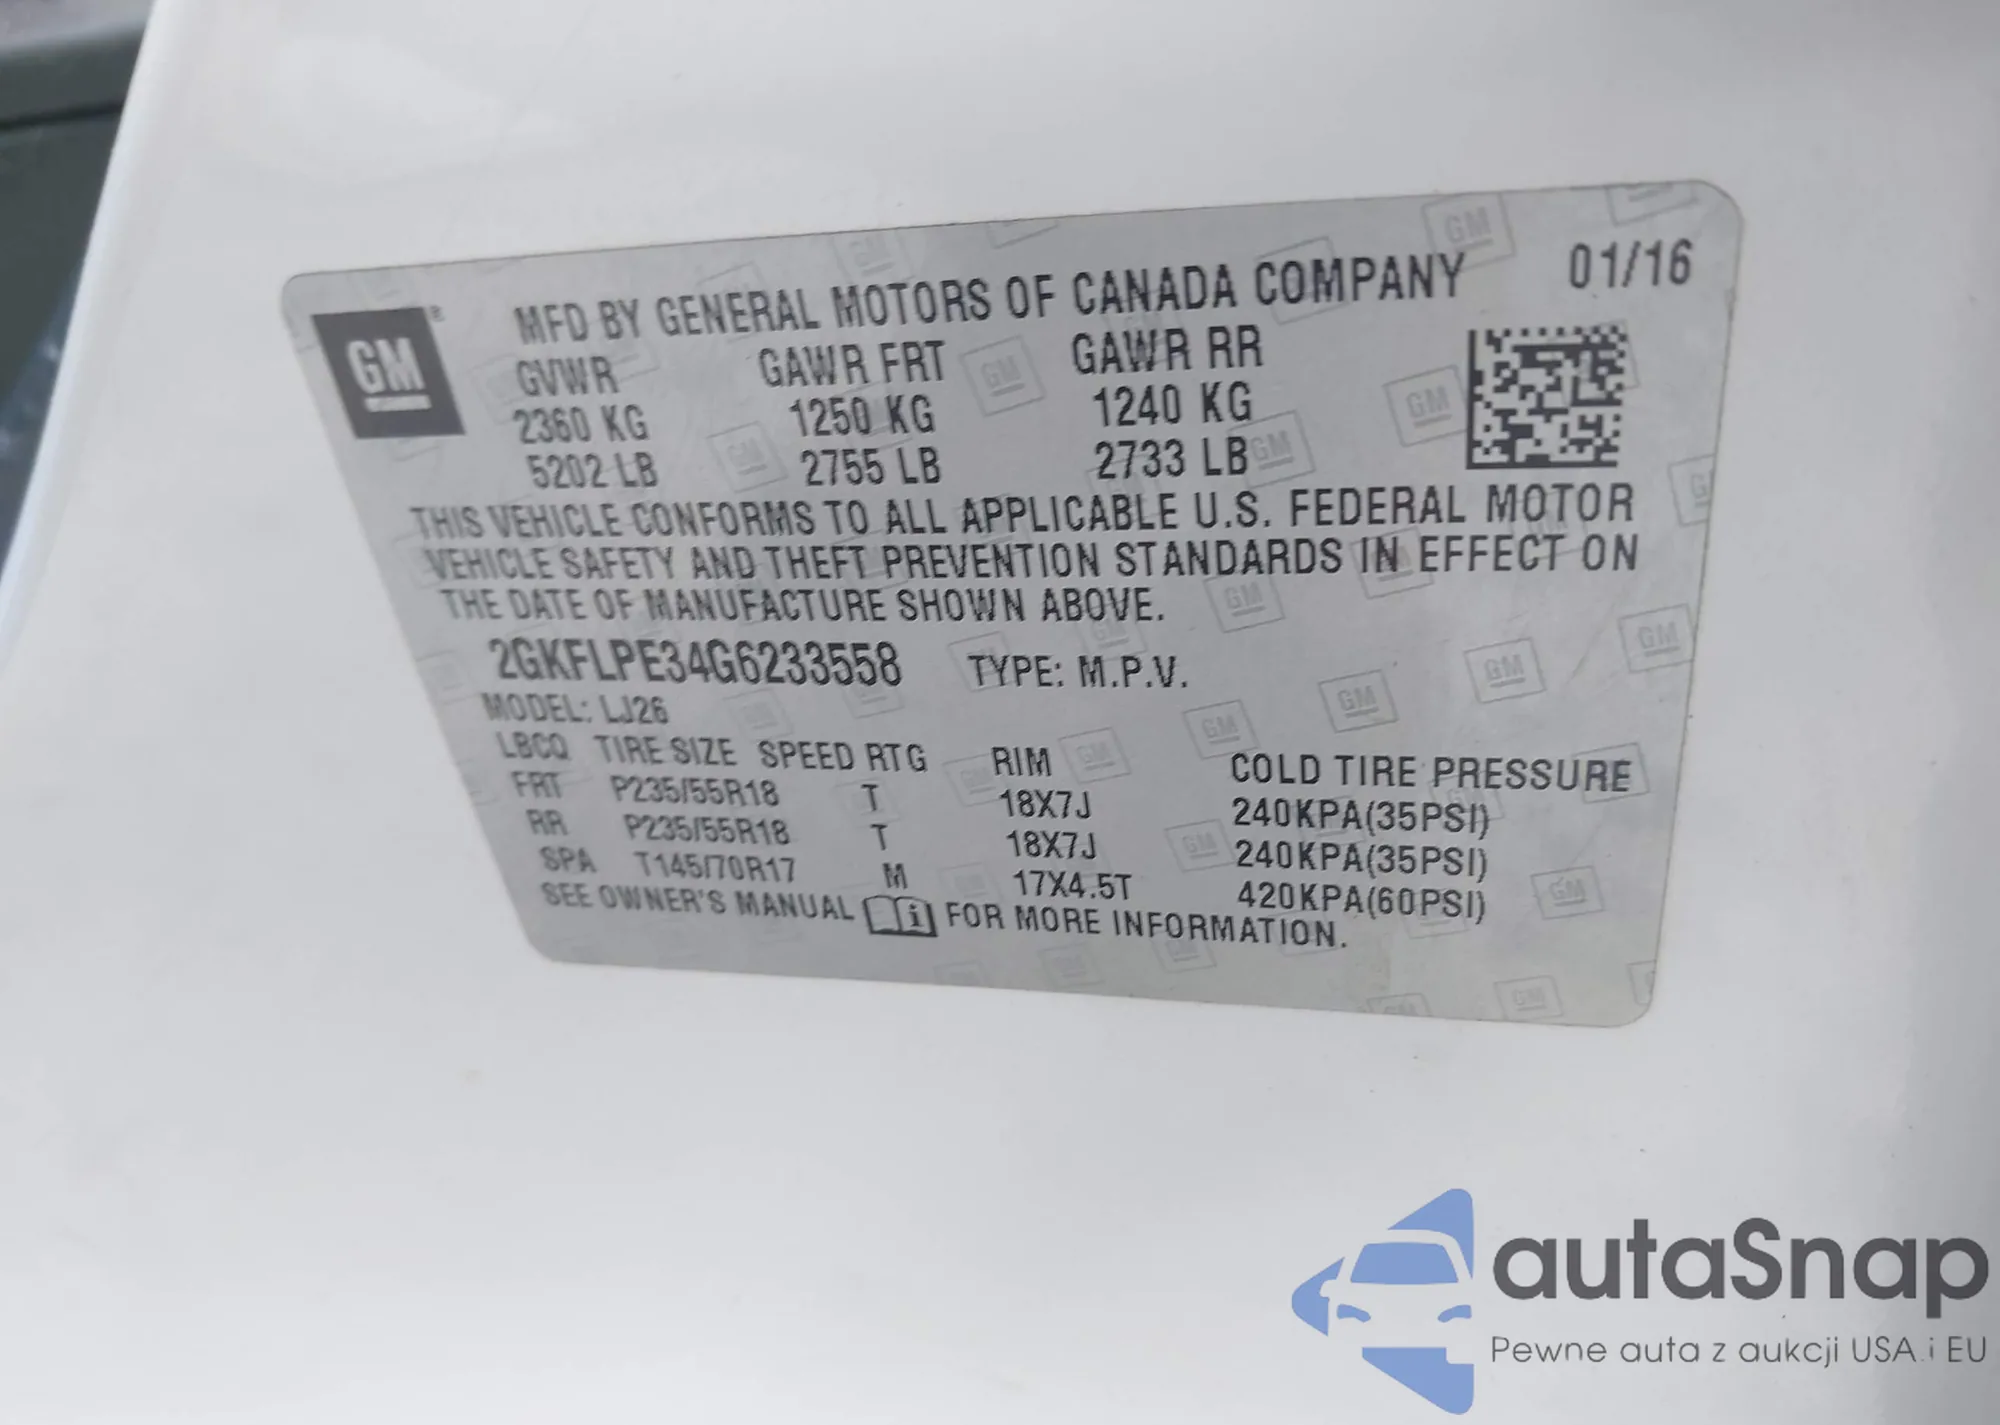 GM®
MFD BY GENERAL MOTORS OF CANADA COMPANY 01/16
GVWR GAWR FRT GAWR RR
2360 KG 1250 KG 1240 KG
5202 LB 2755 LB 2733 LB
THIS VEHICLE CONFORMS TO ALL APPLICABLE U.S. FEDERAL MOTOR
VEHICLE SAFETY AND THEFT PREVENTION STANDARDS IN EFFECT ON
THE DATE OF MANUFACTURE SHOWN ABOVE.
2GKFLPE34G6233558 TYPE: M.P.V.
MODEL: LJ26
LBCQ TIRE SIZE SPEED RTG RIM COLD TIRE PRESSURE
FRT P235/55R18 T 18X7J 240KPA(35PSI)
RR P235/55R18 T 18X7J 240KPA(35PSI)
SPA T145/70R17 M 17X4.5T 420KPA(60PSI)
SEE OWNER'S MANUAL i FOR MORE INFORMATION.
autaSnap
Pewne auta z aukcji USA i EU